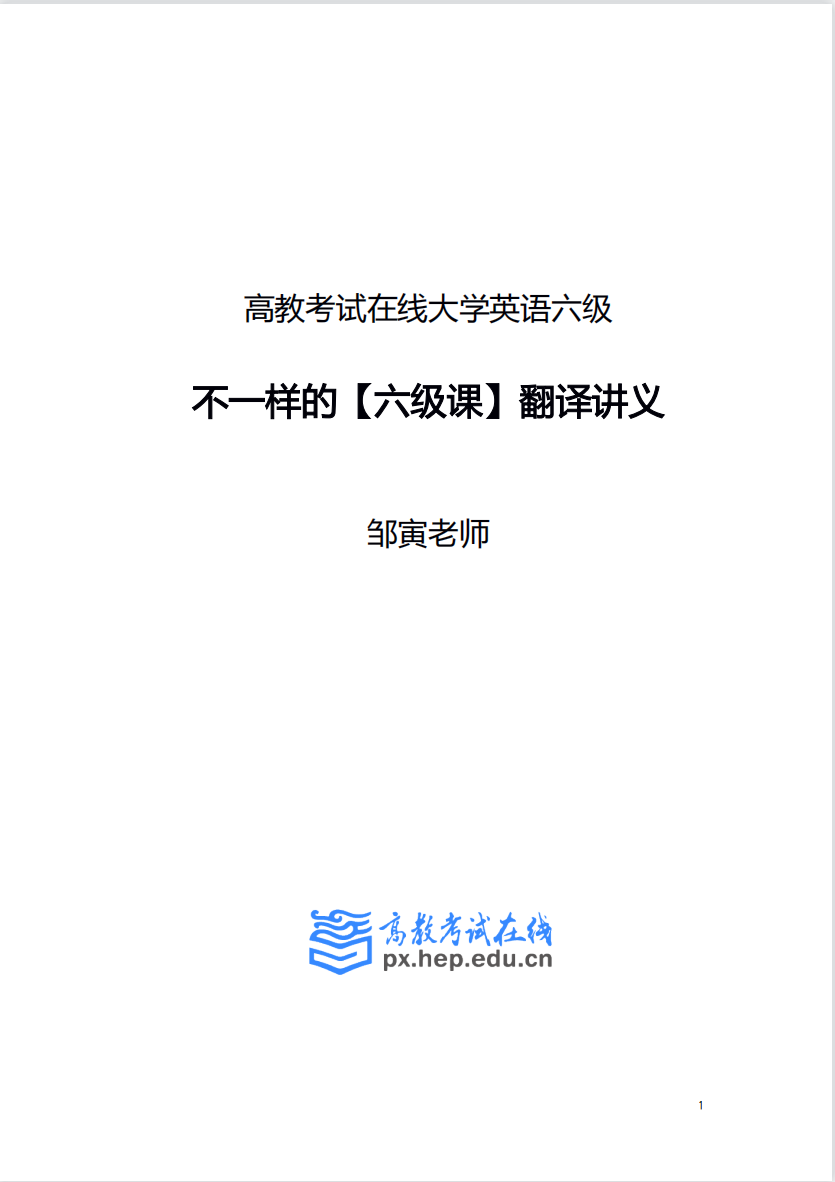 高教考试在线大学英语六级
不一样的【六级课】翻译讲义
邹寅老师
高教考试在线
px.hep.edu.cn
1